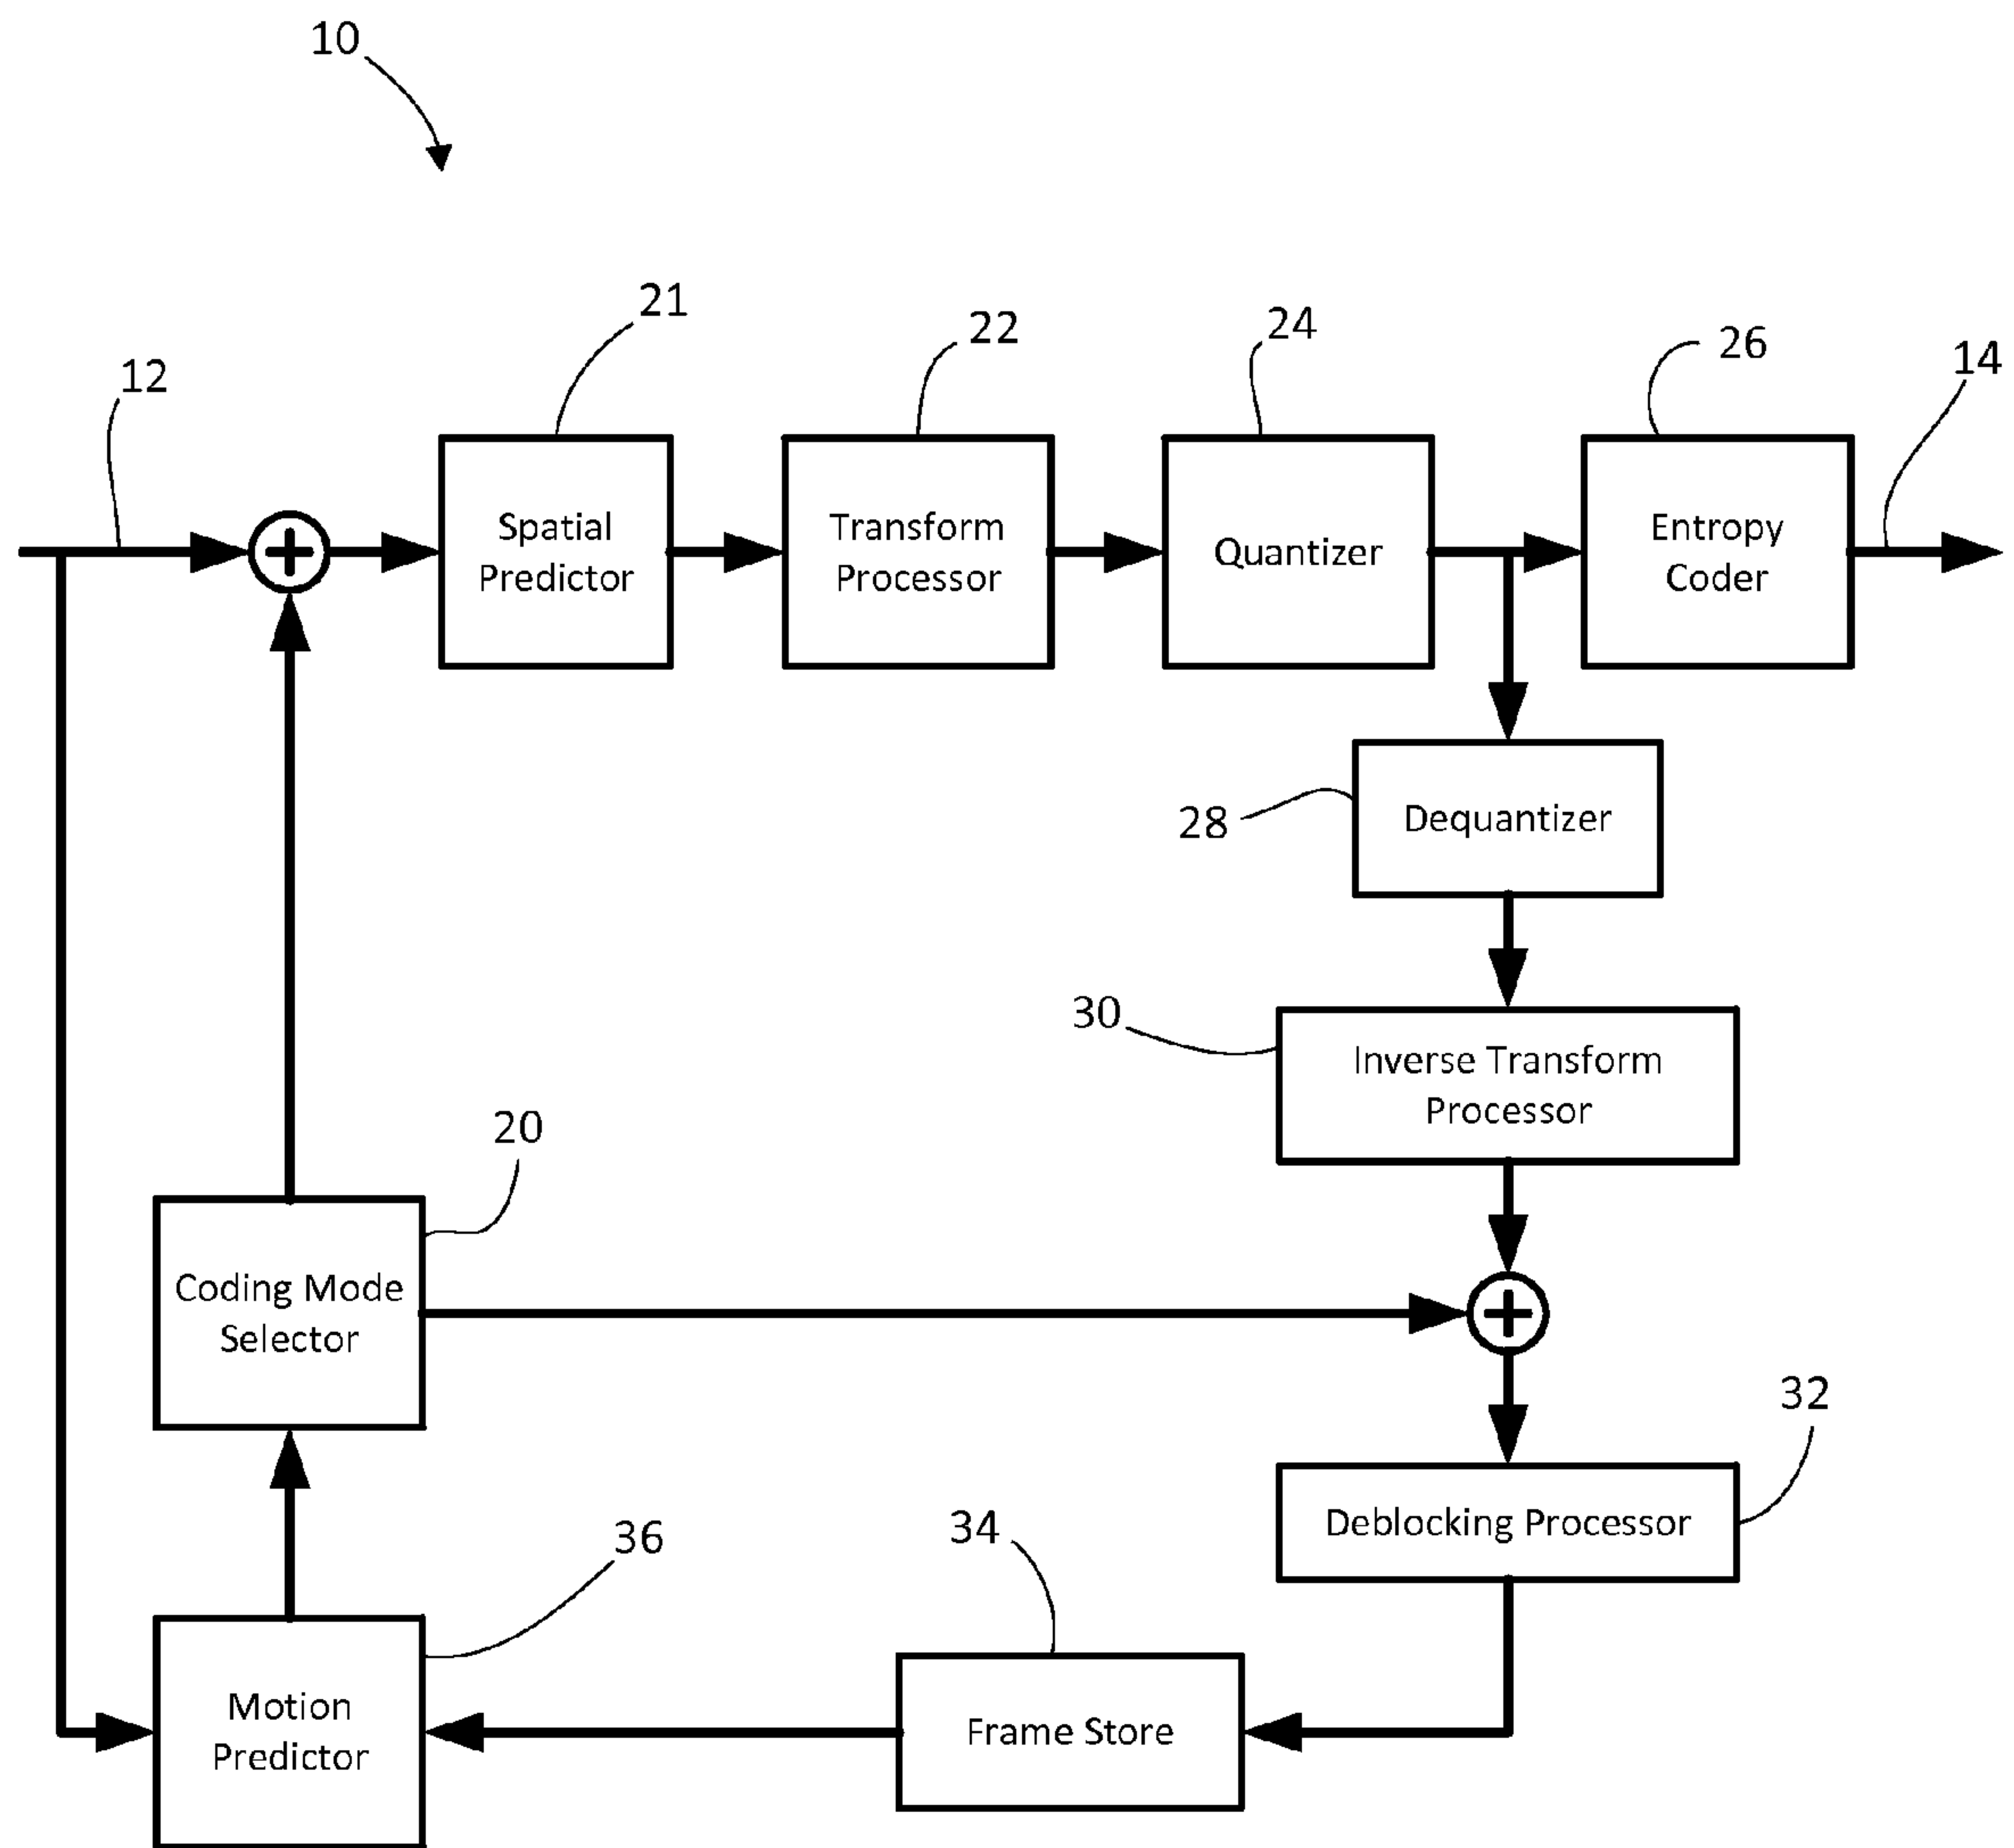 10
21
22
24
26
14
12
Spatial
Predictor
Transform
Processor
Quantizer
Entropy
Coder
28
Dequantizer
30
Inverse Transform
Processor
20
Coding Mode
Selector
32
Deblocking Processor
34
36
Frame Store
Motion
Predictor